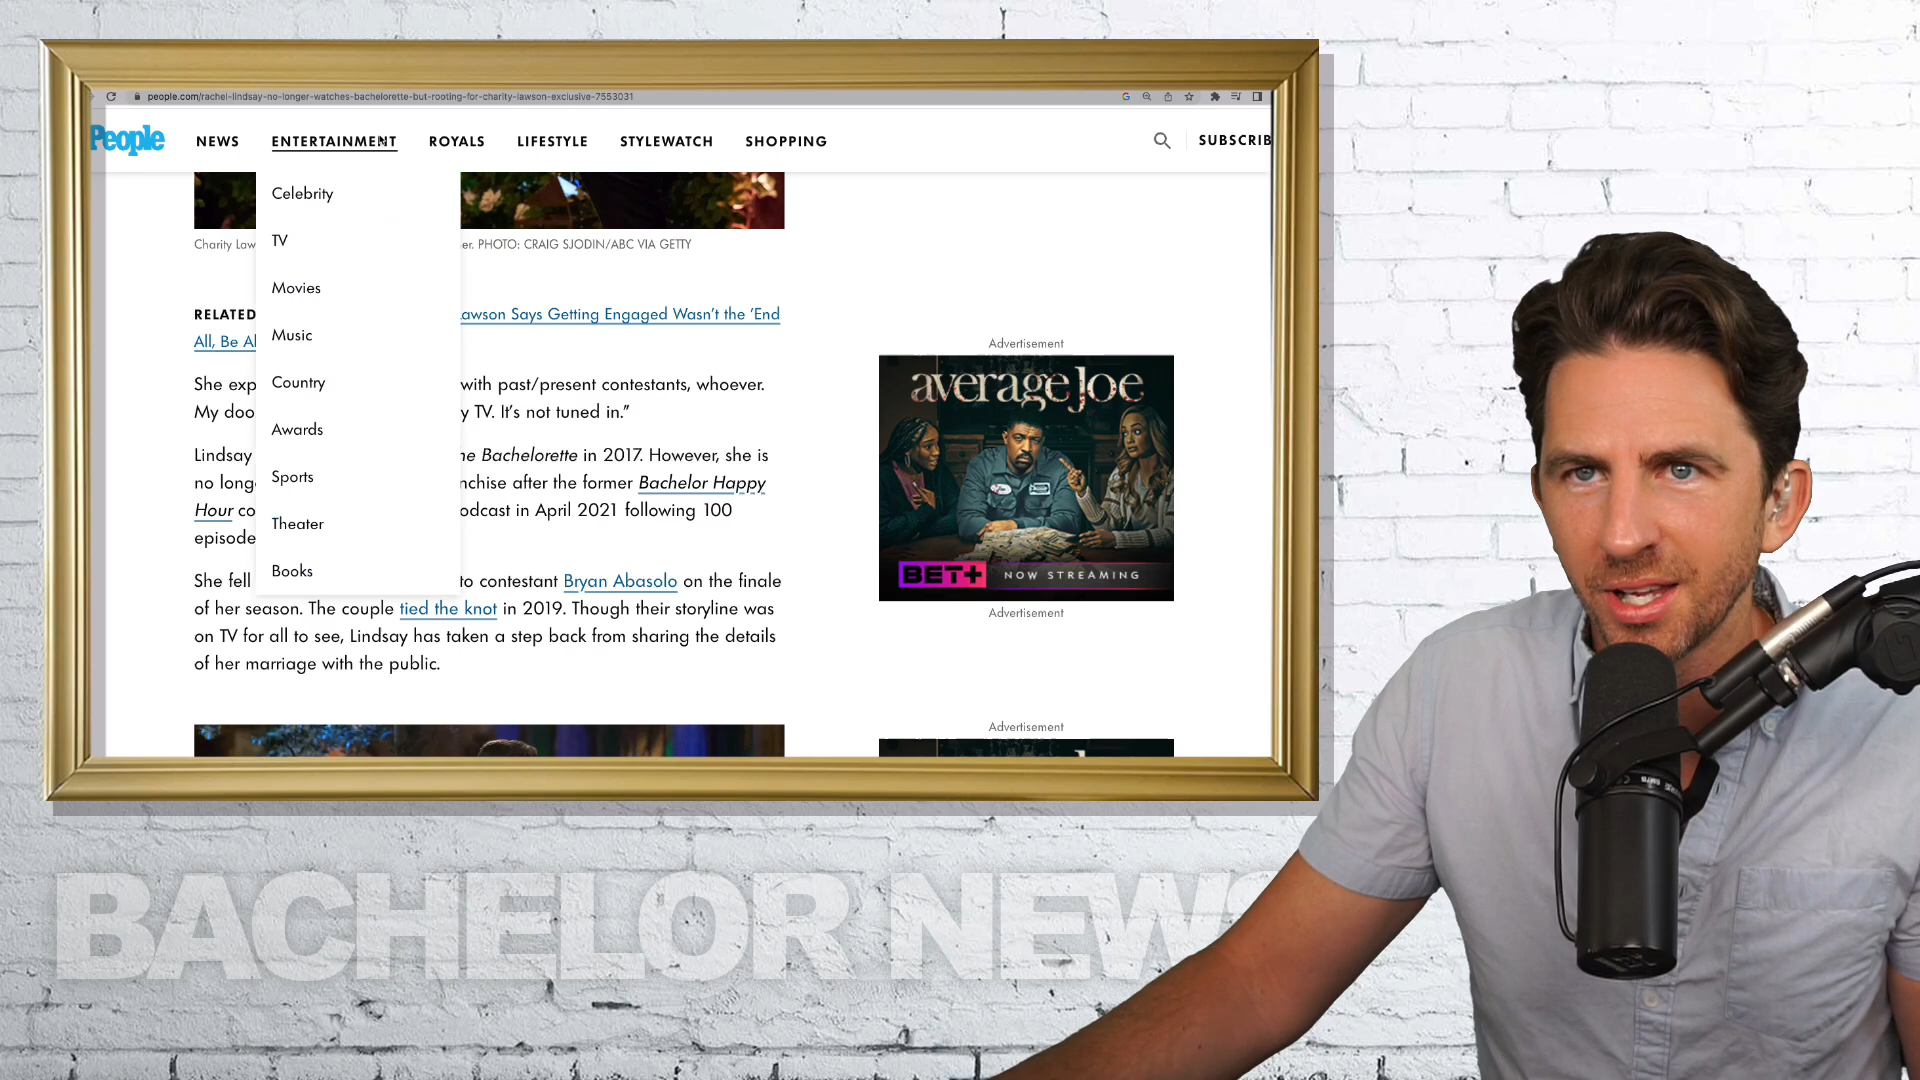 people.com/rachel-lindsay-no-longer-watches-bachelorette-but-rooting-for-charity-lawson-exclusive-7553031
People NEWS ENTERTAINMENT ROYALS LIFESTYLE STYLEWATCH SHOPPING SUBSCRIB
Celebrity
TV
Movies
Music
Country
Awards
Sports
Theater
Books
Charity Law er. PHOTO: CRAIG SJODIN/ABC VIA GETTY
RELATED awson Says Getting Engaged Wasn't the 'End
All, Be Al
She exp with past/present contestants, whoever.
My doo y TV. It's not tuned in."
Lindsay he Bachelorette in 2017. However, she is
no long nchise after the former Bachelor Happy
Hour co odcast in April 2021 following 100
episode
She fell to contestant Bryan Abasolo on the finale
of her season. The couple tied the knot in 2019. Though their storyline was
on TV for all to see, Lindsay has taken a step back from sharing the details
of her marriage with the public.
Advertisement
average Joe
BET+ NOW STREAMING
Advertisement
Advertisement
BACHELOR NEWS